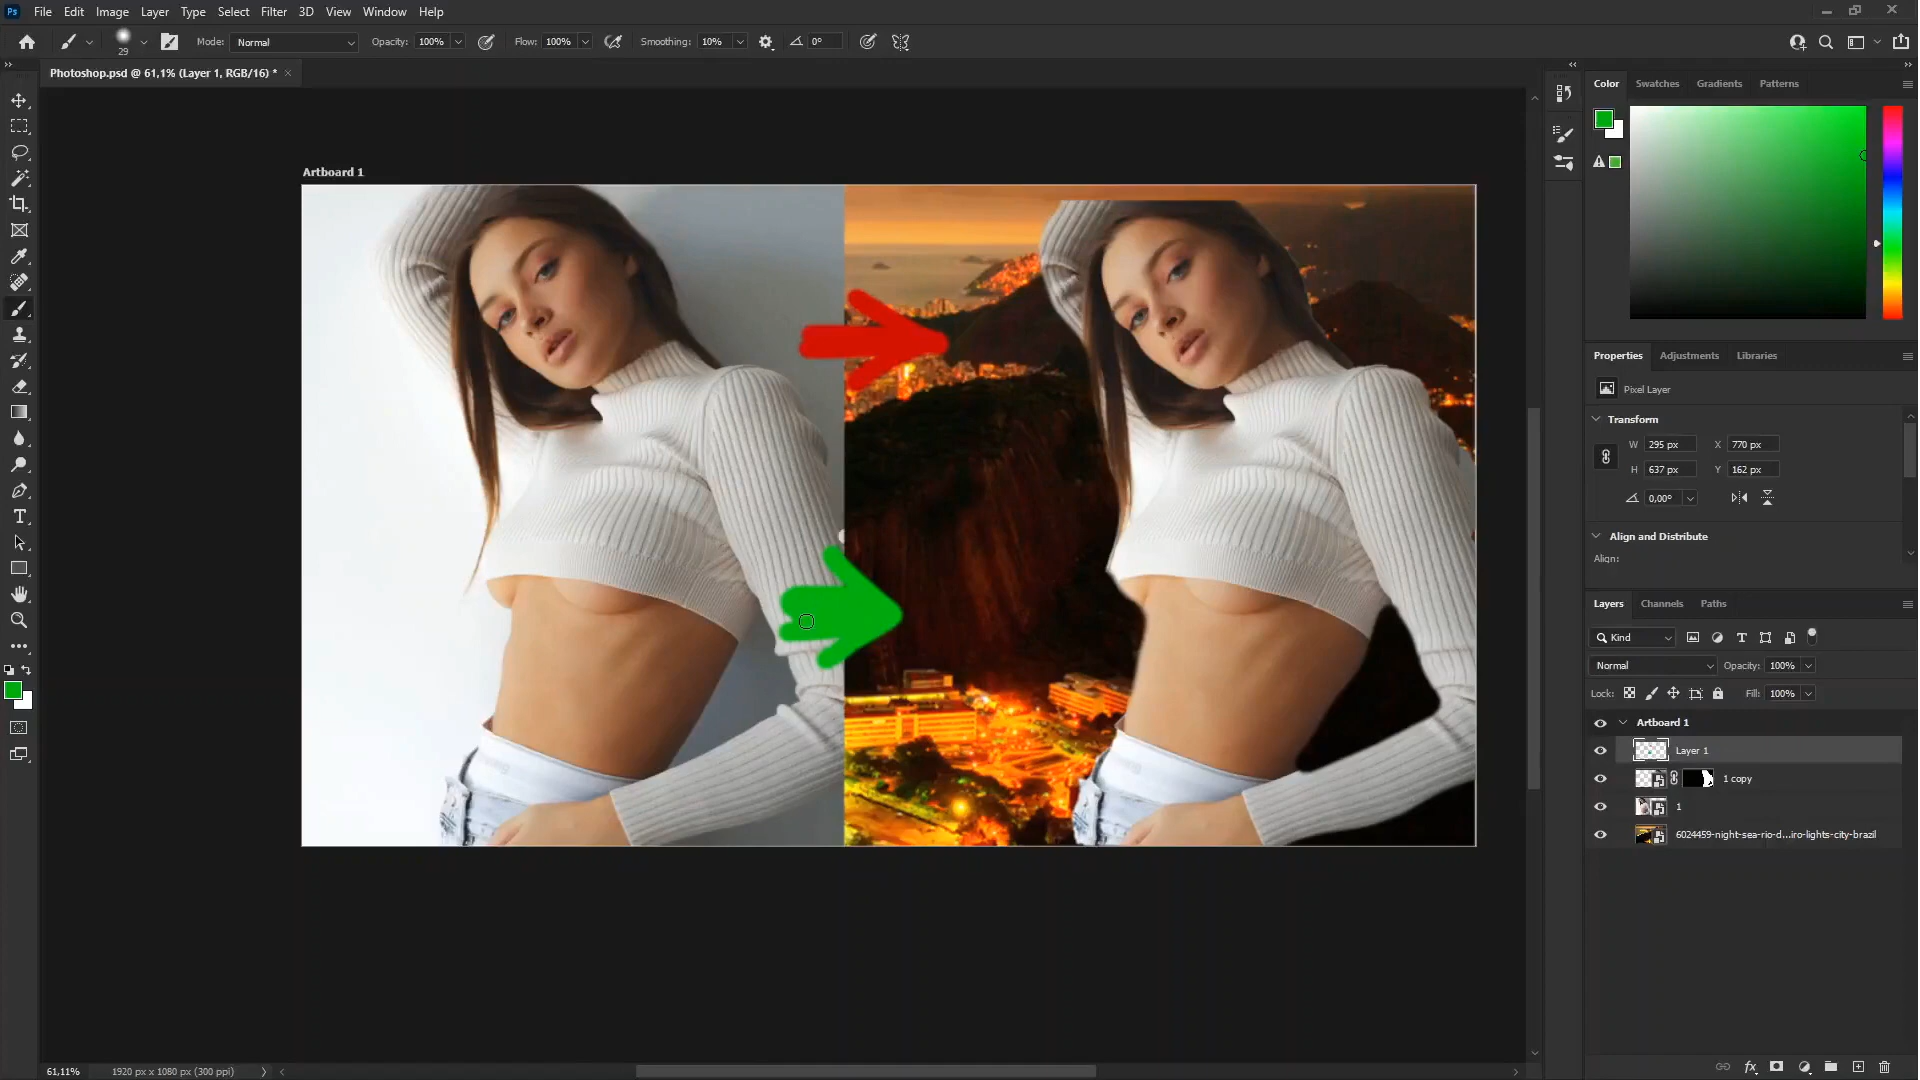 Ps File Edit Image Layer Type Select Filter 3D View Window Help
29 Mode: Normal Opacity: 100% Flow: 100% Smoothing: 10% 0°
Photoshop.psd @ 61,1% (Layer 1, RGB/16) *
Color Swatches Gradients Patterns
Artboard 1
Properties Adjustments Libraries
Pixel Layer
Transform
W 295 px X 770 px
H 637 px Y 162 px
0,00°
Align and Distribute
Align:
Layers Channels Paths
Kind
Normal Opacity: 100%
Lock: Fill: 100%
Artboard 1
Layer 1
1 copy
1
6024459-night-sea-rio-d...iro-lights-city-brazil
61,11% 1920 px x 1080 px (300 ppi)